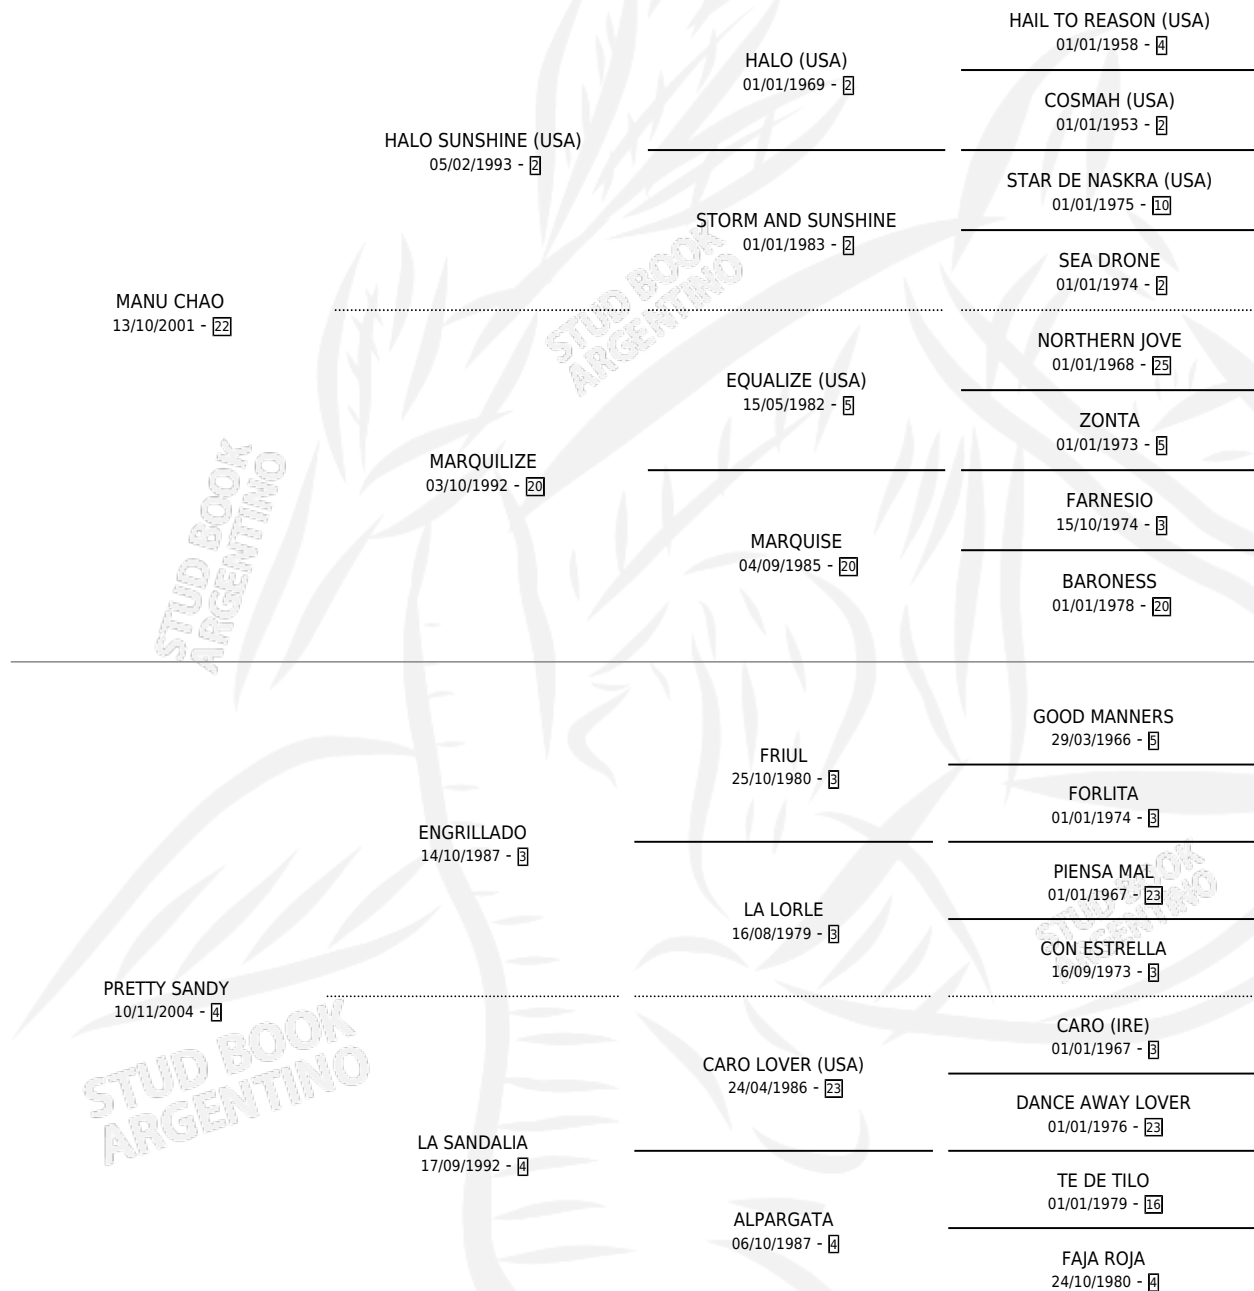 HAIL TO REASON (USA)
01/01/1958 - 4
HALO (USA)
01/01/1969 - 2
COSMAH (USA)
01/01/1953 - 2
HALO SUNSHINE (USA)
05/02/1993 - 2
STAR DE NASKRA (USA)
01/01/1975 - 10
STORM AND SUNSHINE
01/01/1983 - 2
SEA DRONE
01/01/1974 - 2
MANU CHAO
13/10/2001 - 22
NORTHERN JOVE
01/01/1968 - 25
EQUALIZE (USA)
15/05/1982 - 5
ZONTA
01/01/1973 - 5
MARQUILIZE
03/10/1992 - 20
FARNESIO
15/10/1974 - 3
MARQUISE
04/09/1985 - 20
BARONESS
01/01/1978 - 20
STUD BOOK
ARGENTINO
STUD BOOK
ARGENTINO
GOOD MANNERS
29/03/1966 - 5
FRIUL
25/10/1980 - 3
FORLITA
01/01/1974 - 3
ENGRILLADO
14/10/1987 - 3
PIENSA MAL
01/01/1967 - 23
LA LORLE
16/08/1979 - 3
CON ESTRELLA
16/09/1973 - 3
STUD BOOK
ARGENTINO
PRETTY SANDY
10/11/2004 - 4
CARO (IRE)
01/01/1967 - 3
CARO LOVER (USA)
24/04/1986 - 23
DANCE AWAY LOVER
01/01/1976 - 23
STUD BOOK
ARGENTINO
LA SANDALIA
17/09/1992 - 4
TE DE TILO
01/01/1979 - 16
ALPARGATA
06/10/1987 - 4
FAJA ROJA
24/10/1980 - 4